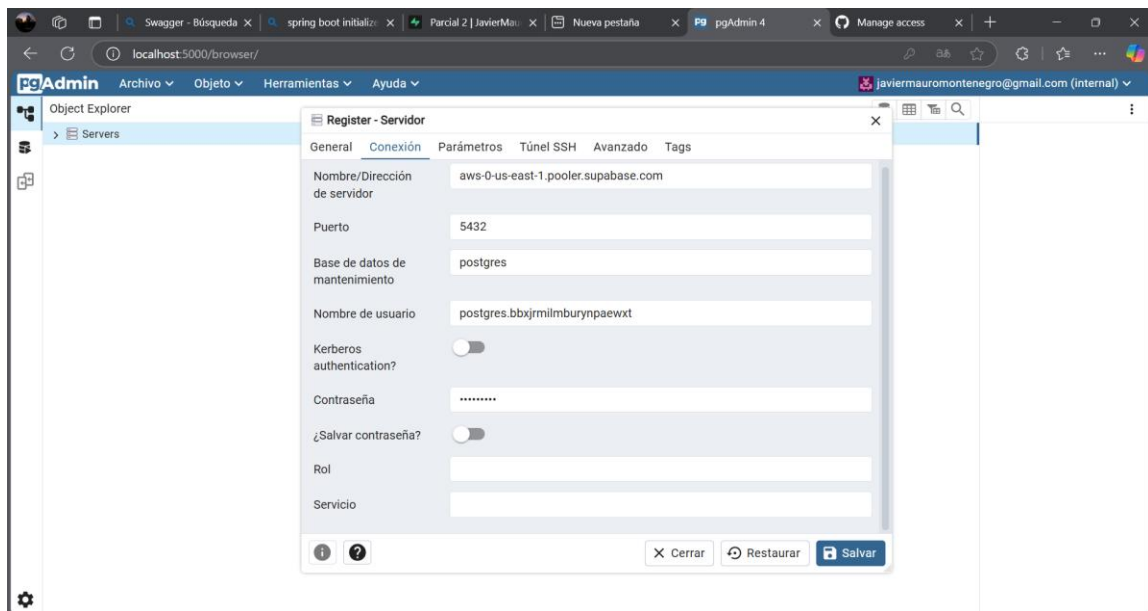 Swagger - Búsqueda
spring boot initializ
Parcial 2 | JavierMau
Nueva pestaña
pgAdmin 4
Manage access
localhost:5000/browser/
pgAdmin
Archivo
Objeto
Herramientas
Ayuda
javiermauromontenegro@gmail.com (internal)
Object Explorer
Servers
Register - Servidor
General Conexión Parámetros Túnel SSH Avanzado Tags
Nombre/Dirección
de servidor
aws-0-us-east-1.pooler.supabase.com
Puerto
5432
Base de datos de
mantenimiento
postgres
Nombre de usuario
postgres.bbxjrmilmburynpaewxt
Kerberos
authentication?
Contraseña
•••••••••
¿Salvar contraseña?
Rol
Servicio
Cerrar
Restaurar
Salvar